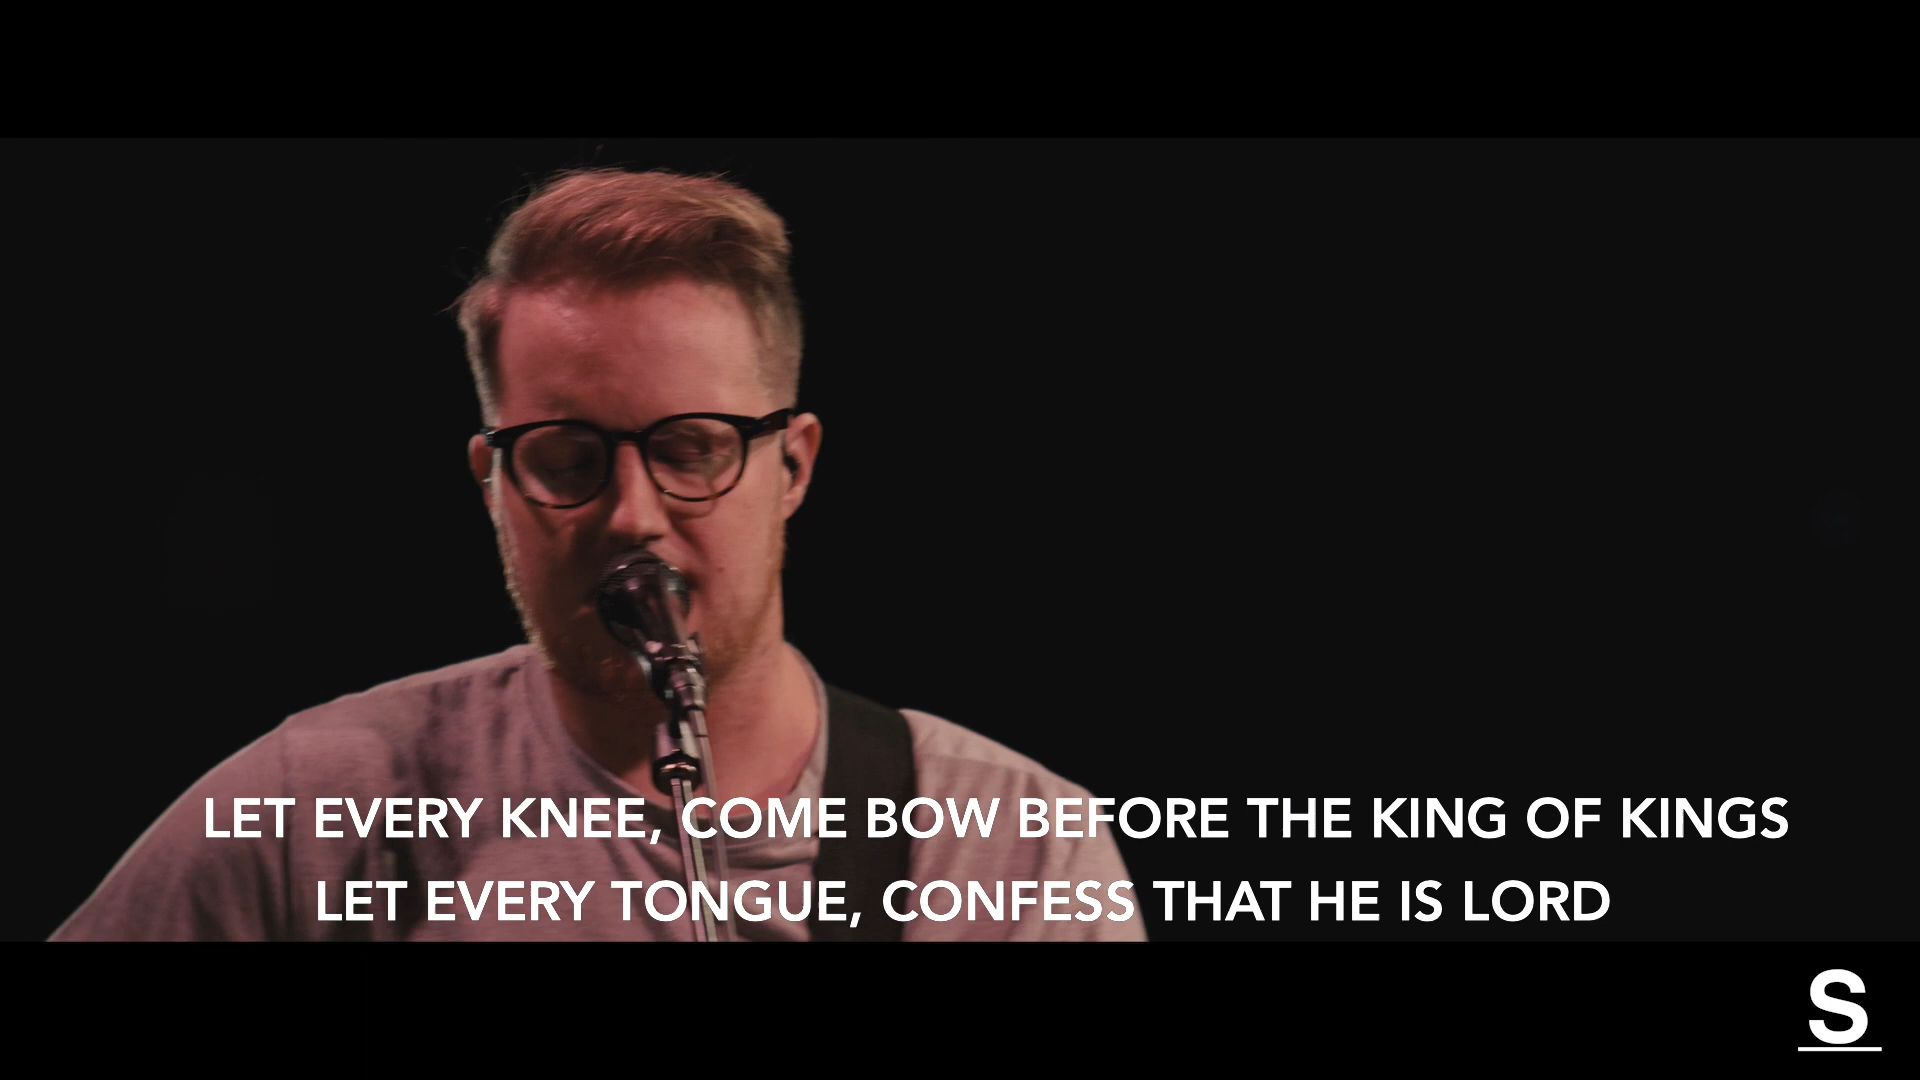 LET EVERY KNEE, COME BOW BEFORE THE KING OF KINGS
LET EVERY TONGUE, CONFESS THAT HE IS LORD
S